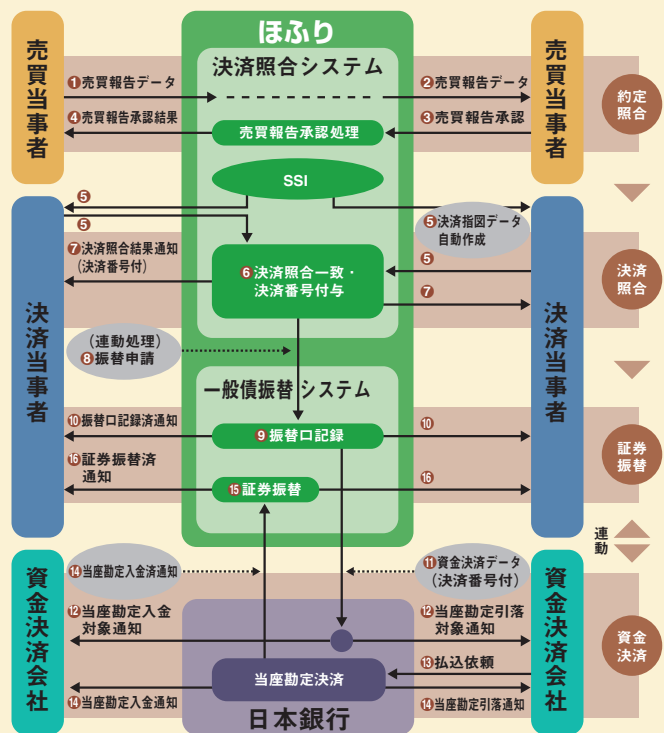 ほふり
決済照合システム
売買当事者
売買当事者
❶売買報告データ
❷売買報告データ
❹売買報告承認結果
❸売買報告承認
売買報告承認処理
約定
照合
SSI
❺
❺
❺決済指図データ
自動作成
❼決済照合結果通知
(決済番号付)
❻決済照合一致・
決済番号付与
❺
❼
決済
照合
決済当事者
決済当事者
(連動処理)
❽振替申請
一般債振替システム
❿振替口記録済通知
❾振替口記録
❿
⓰証券振替済
通知
⓯証券振替
⓰
証券
振替
連動
資金決済会社
資金決済会社
⓮当座勘定入金済通知
⓫資金決済データ
(決済番号付)
⓬当座勘定入金
対象通知
⓬当座勘定引落
対象通知
⓭払込依頼
当座勘定決済
⓮当座勘定入金通知
⓮当座勘定引落通知
資金
決済
日本銀行